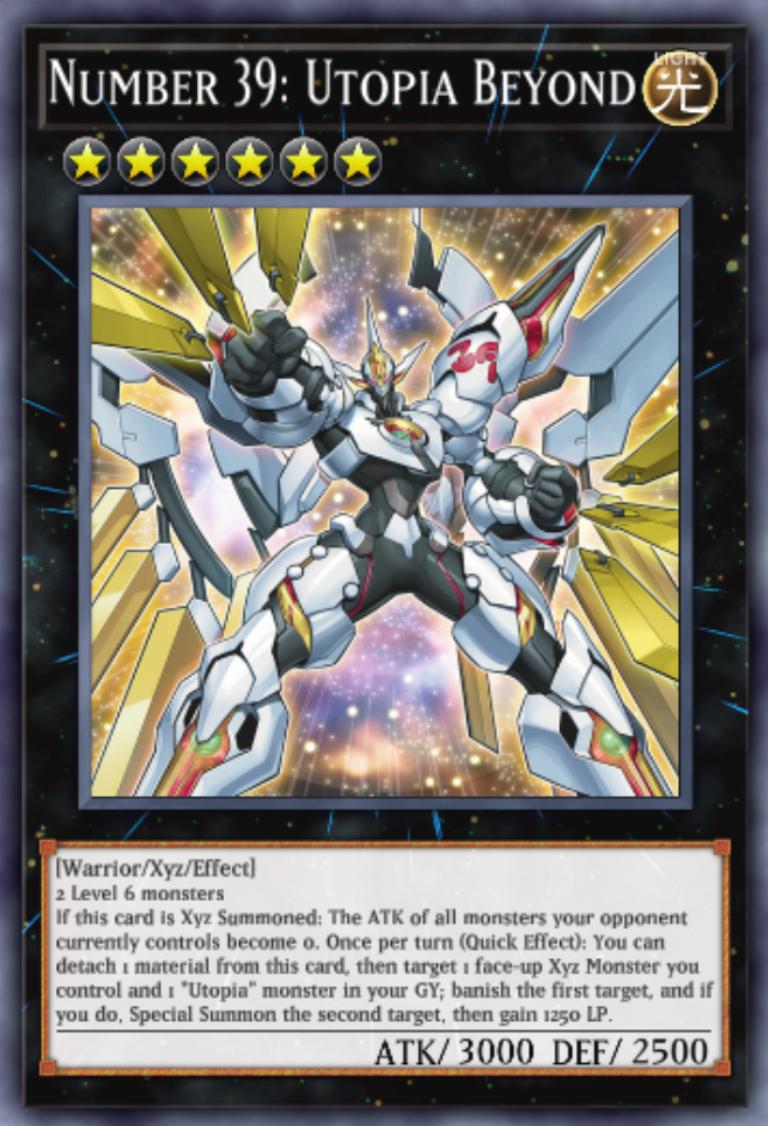 Number 39: Utopia Beyond
LIGHT
光
39
[Warrior/Xyz/Effect]
2 Level 6 monsters
If this card is Xyz Summoned: The ATK of all monsters your opponent
currently controls become 0. Once per turn (Quick Effect): You can
detach 1 material from this card, then target 1 face-up Xyz Monster you
control and 1 "Utopia" monster in your GY; banish the first target, and if
you do, Special Summon the second target, then gain 1250 LP.
ATK/ 3000 DEF/ 2500